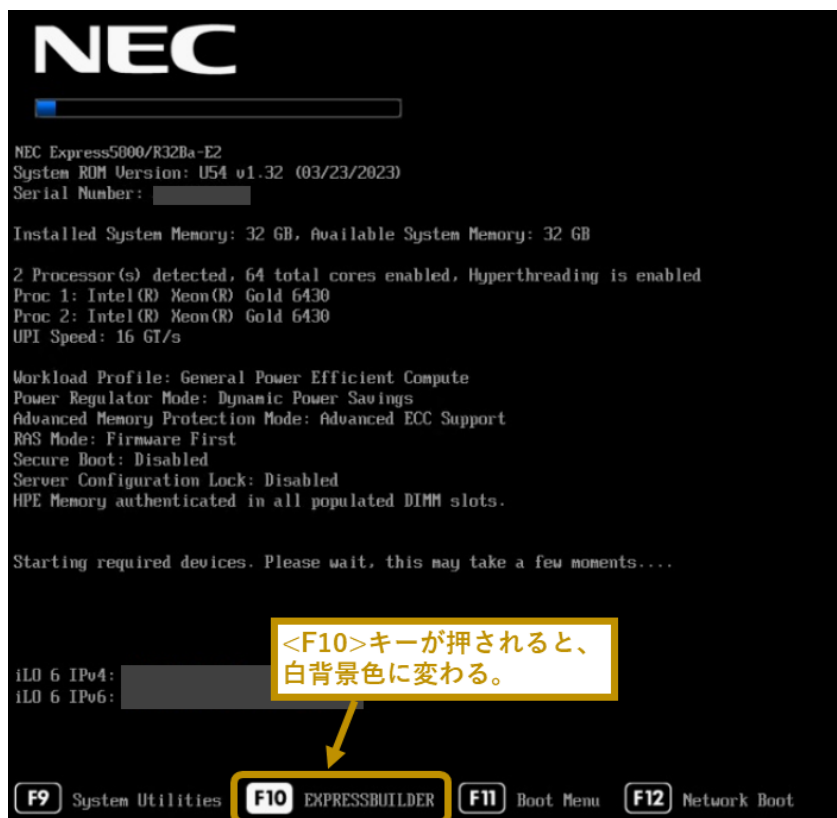 NEC
NEC Express5800/R32Ba-E2
System ROM Version: U54 v1.32 (03/23/2023)
Serial Number:
Installed System Memory: 32 GB, Available System Memory: 32 GB
2 Processor(s) detected, 64 total cores enabled, Hyperthreading is enabled
Proc 1: Intel(R) Xeon(R) Gold 6430
Proc 2: Intel(R) Xeon(R) Gold 6430
UPI Speed: 16 GT/s
Workload Profile: General Power Efficient Compute
Power Regulator Mode: Dynamic Power Savings
Advanced Memory Protection Mode: Advanced ECC Support
RAS Mode: Firmware First
Secure Boot: Disabled
Server Configuration Lock: Disabled
HPE Memory authenticated in all populated DIMM slots.
Starting required devices. Please wait, this may take a few moments....
<F10>キーが押されると、
白背景色に変わる。
iLO 6 IPv4:
iLO 6 IPv6:
F9 System Utilities F10 EXPRESSBUILDER F11 Boot Menu F12 Network Boot